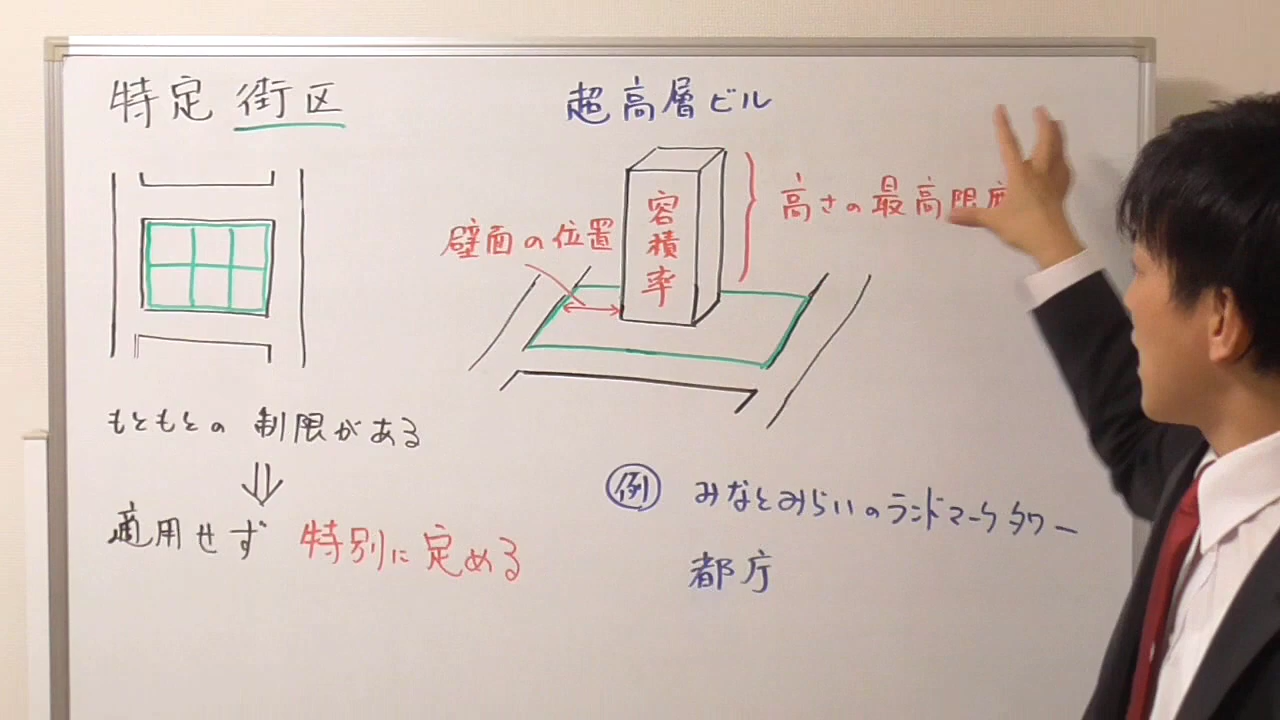 特定 街区
超高層ビル
容積率
高さの最高限度
壁面の位置
もともとの 制限がある
適用せず 特別に定める
例 みなとみらいのランドマークタワー
都庁